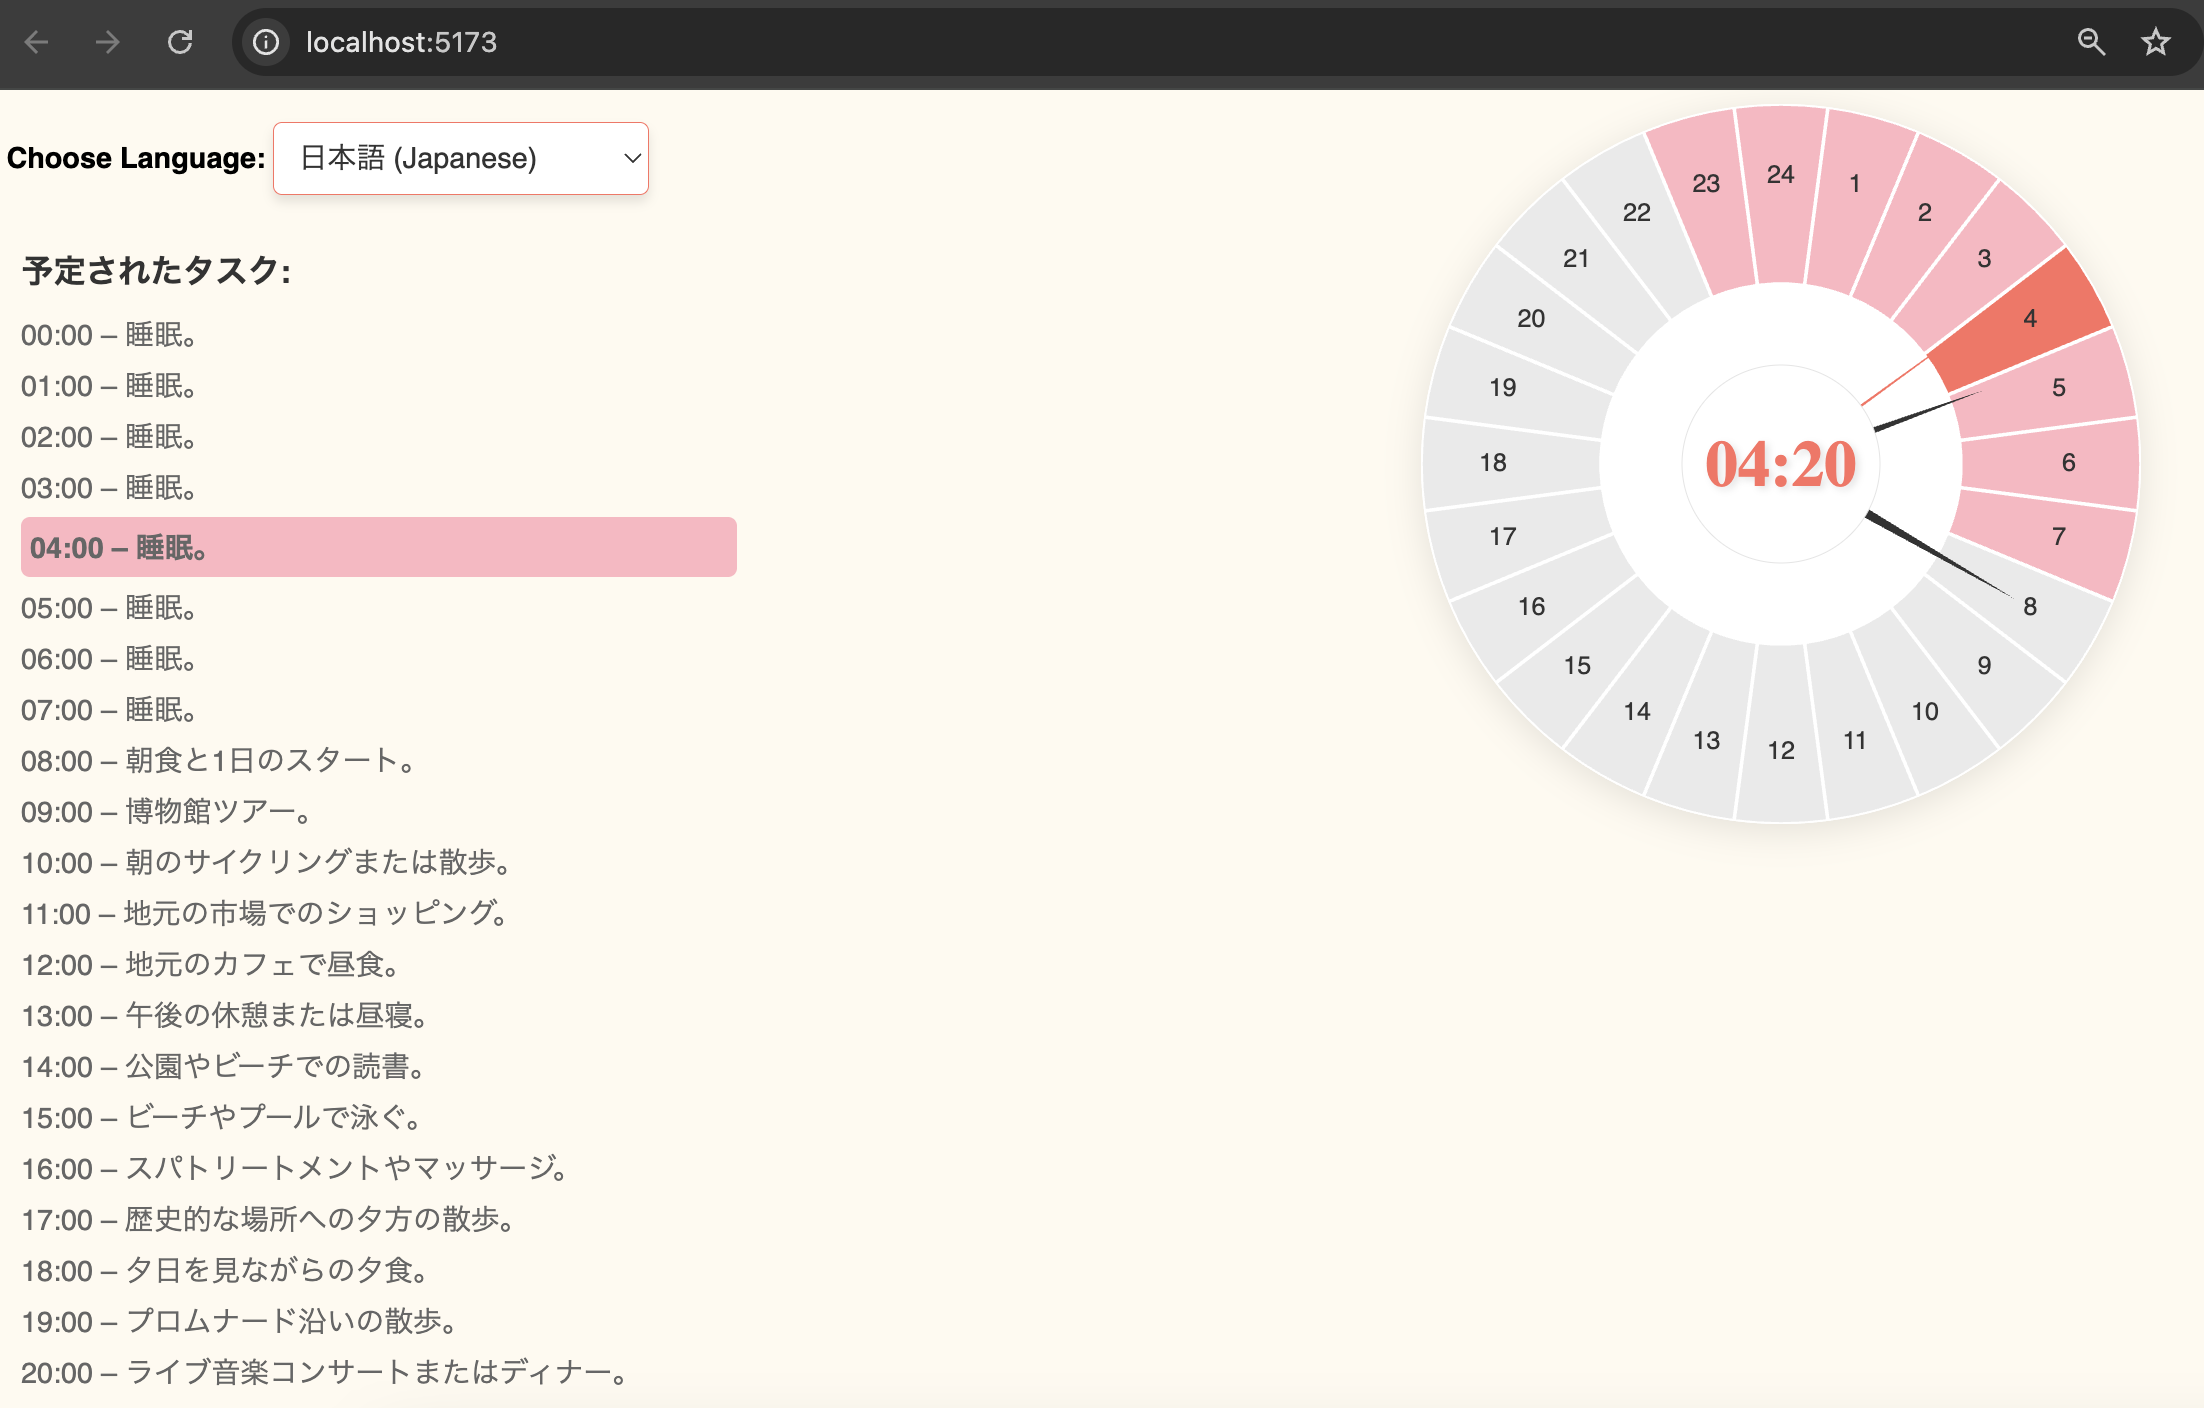 localhost:5173
Choose Language: 日本語 (Japanese)
予定されたタスク:
00:00 – 睡眠。
01:00 – 睡眠。
02:00 – 睡眠。
03:00 – 睡眠。
04:00 – 睡眠。
05:00 – 睡眠。
06:00 – 睡眠。
07:00 – 睡眠。
08:00 – 朝食と1日のスタート。
09:00 – 博物館ツアー。
10:00 – 朝のサイクリングまたは散歩。
11:00 – 地元の市場でのショッピング。
12:00 – 地元のカフェで昼食。
13:00 – 午後の休憩または昼寝。
14:00 – 公園やビーチでの読書。
15:00 – ビーチやプールで泳ぐ。
16:00 – スパトリートメントやマッサージ。
17:00 – 歴史的な場所への夕方の散歩。
18:00 – 夕日を見ながらの夕食。
19:00 – プロムナード沿いの散歩。
20:00 – ライブ音楽コンサートまたはディナー。
24
1
2
3
4
5
6
7
8
9
10
11
12
13
14
15
16
17
18
19
20
21
22
23
04:20